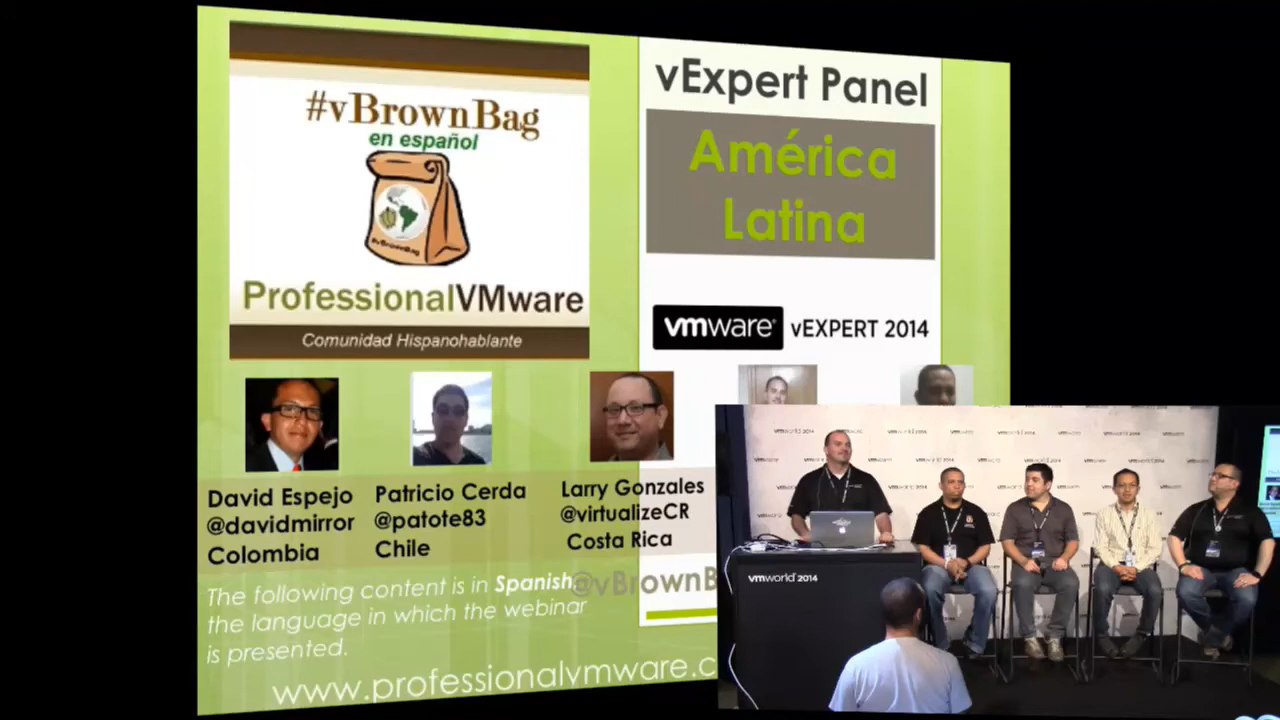 #vBrownBag
en español
#vBrownBag
ProfessionalVMware
Comunidad Hispanohablante
vExpert Panel
América
Latina
vmware® vEXPERT 2014
David Espejo
@davidmirror
Colombia
Patricio Cerda
@patote83
Chile
Larry Gonzales
@virtualizeCR
Costa Rica
The following content is in Spanish,
the language in which the webinar
is presented.
@vBrownB
www.professionalvmware.c
vmworld 2014